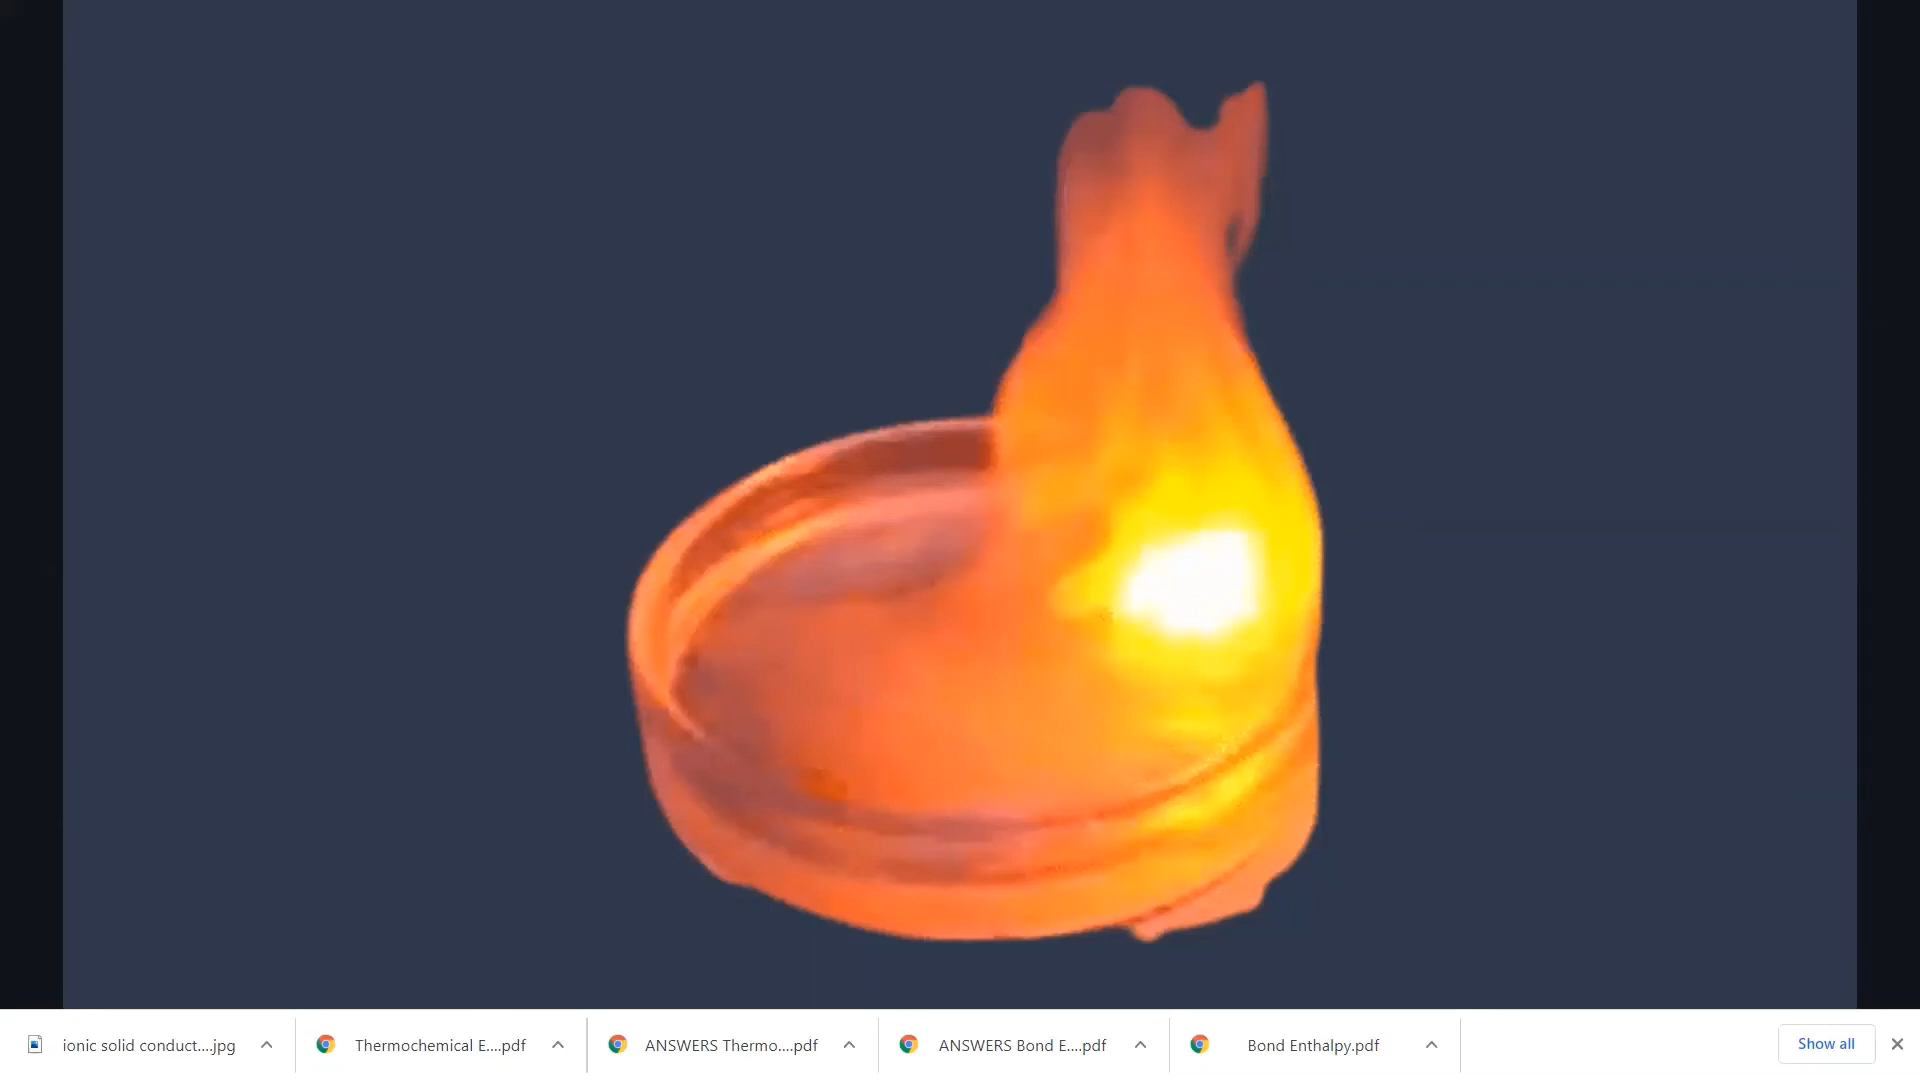 ionic solid conduct....jpg
Thermochemical E....pdf
ANSWERS Thermo....pdf
ANSWERS Bond E....pdf
Bond Enthalpy.pdf
Show all